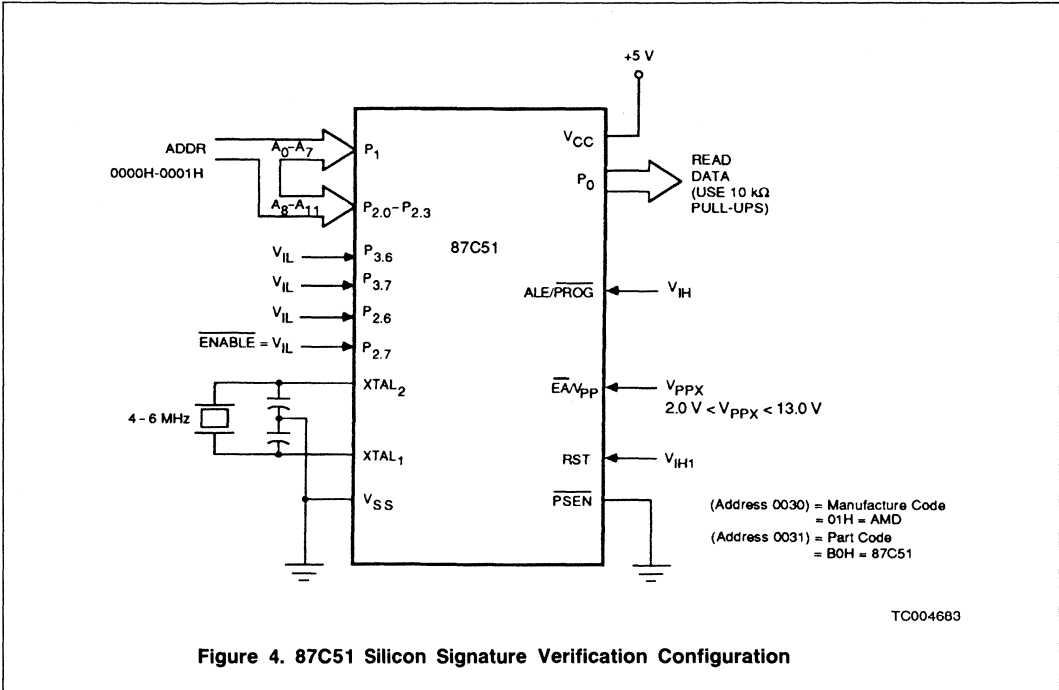 +5 V
ADDR
0000H-0001H
A0-A7
A8-A11
P1
P2.0-P2.3
VIL
P3.6
VIL
P3.7
VIL
P2.6
ENABLE = VIL
P2.7
XTAL2
4 - 6 MHz
XTAL1
VSS
87C51
VCC
P0
READ
DATA
(USE 10 kΩ
PULL-UPS)
ALE/PROG
VIH
EA/VPP
VPPX
2.0 V < VPPX < 13.0 V
RST
VIH1
PSEN
(Address 0030) = Manufacture Code
= 01H = AMD
(Address 0031) = Part Code
= B0H = 87C51
TC004683
Figure 4. 87C51 Silicon Signature Verification Configuration